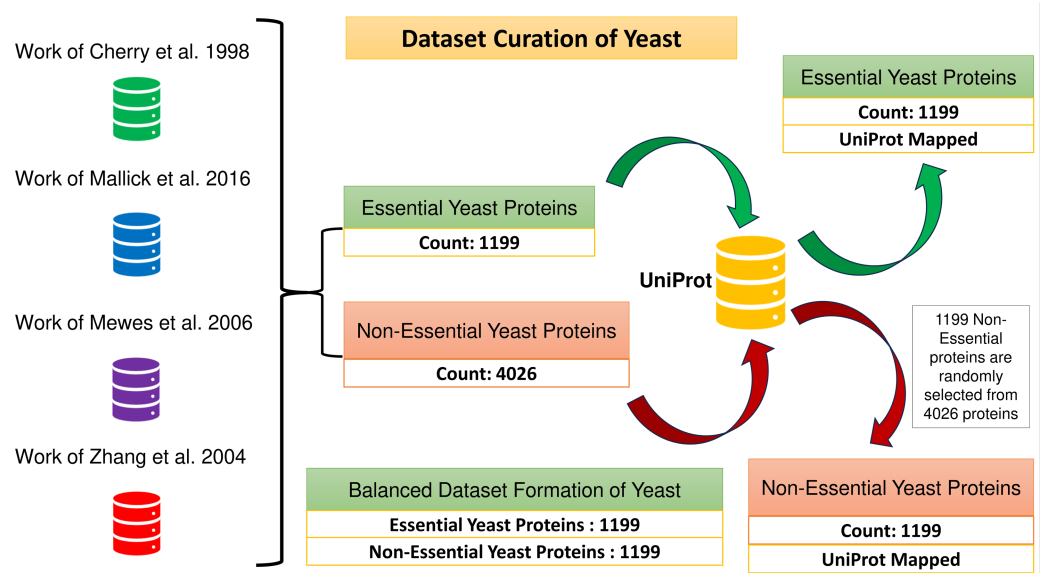 Dataset Curation of Yeast
Work of Cherry et al. 1998
Work of Mallick et al. 2016
Work of Mewes et al. 2006
Work of Zhang et al. 2004
Essential Yeast Proteins
Count: 1199
Non-Essential Yeast Proteins
Count: 4026
UniProt
Essential Yeast Proteins
Count: 1199
UniProt Mapped
1199 Non-
Essential
proteins are
randomly
selected from
4026 proteins
Non-Essential Yeast Proteins
Count: 1199
UniProt Mapped
Balanced Dataset Formation of Yeast
Essential Yeast Proteins : 1199
Non-Essential Yeast Proteins : 1199